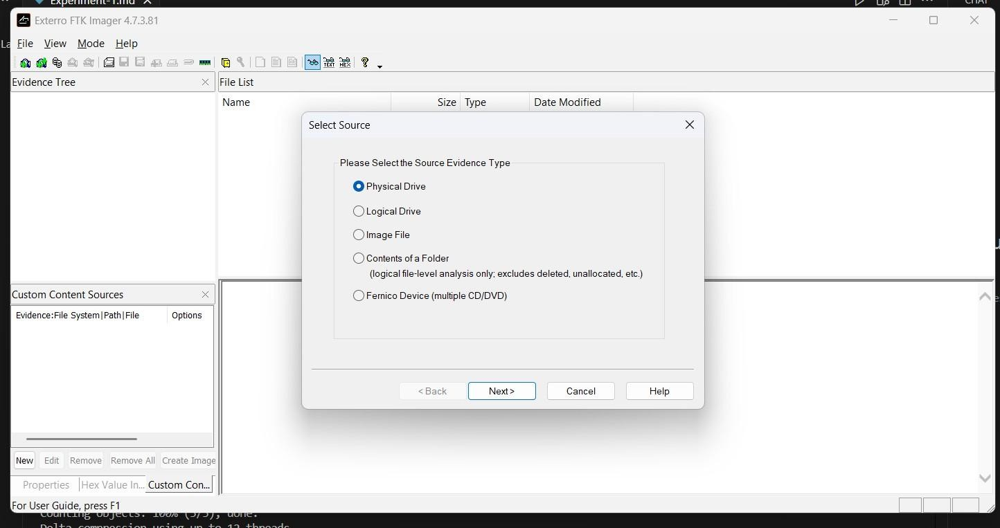 Experiment-1.md
CHAT
Exterro FTK Imager 4.7.3.81
La
File View Mode Help
TEXT HEX ?
Evidence Tree
File List
Name Size Type Date Modified
Select Source
Please Select the Source Evidence Type
Physical Drive
Logical Drive
Image File
Contents of a Folder
(logical file-level analysis only; excludes deleted, unallocated, etc.)
Fernico Device (multiple CD/DVD)
< Back Next > Cancel Help
Custom Content Sources
Evidence:File System|Path|File Options
New Edit Remove Remove All Create Image
Properties Hex Value In... Custom Con...
For User Guide, press F1
Counting objects: 100% (5/5), done.
Delta compression using up to 12 threads